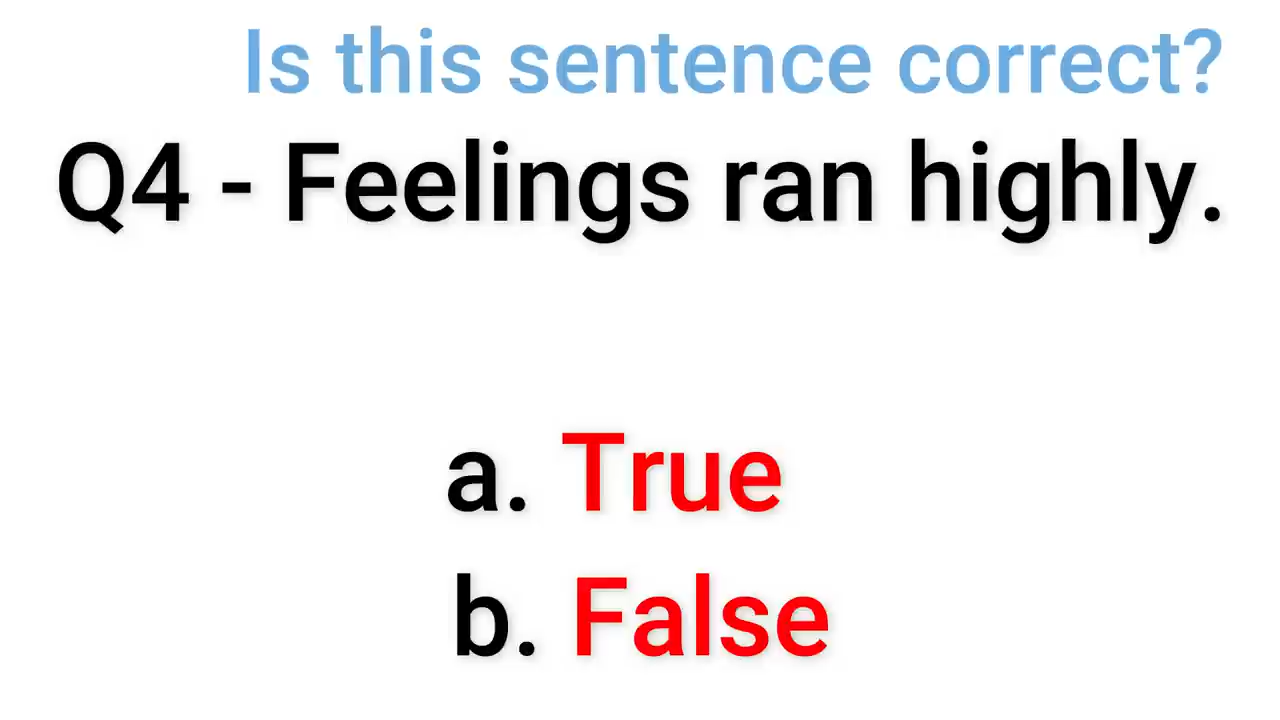 Is this sentence correct?
Q4 - Feelings ran highly.
a. True
b. False